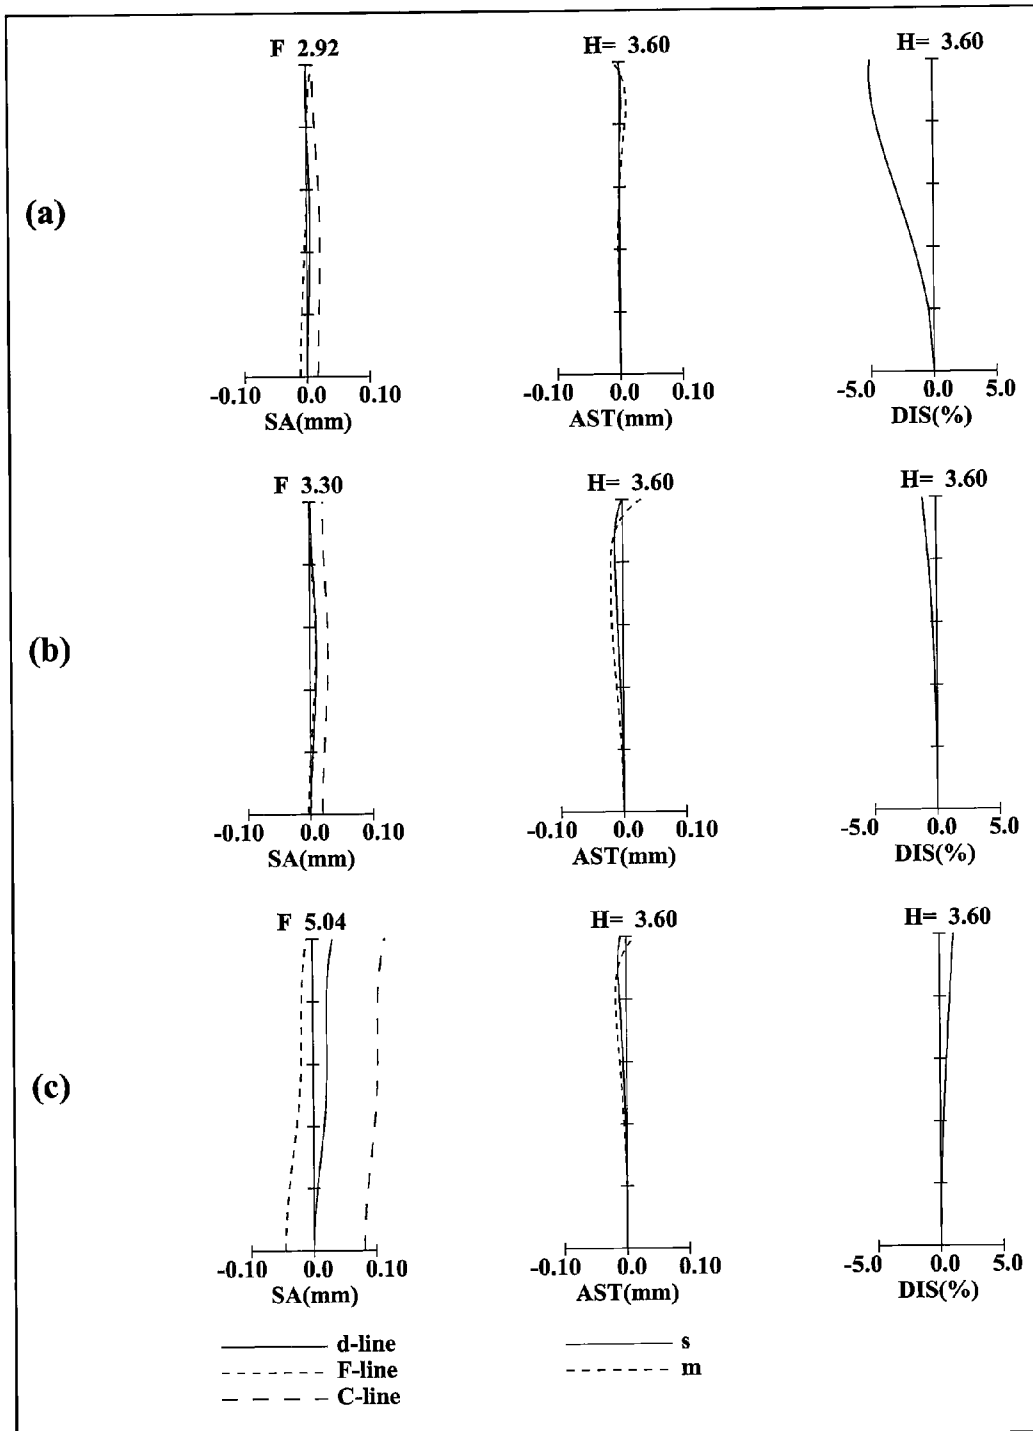 F 2.92 H= 3.60 H= 3.60
(a)
-0.10 0.0 0.10 -0.10 0.0 0.10 -5.0 0.0 5.0
SA(mm) AST(mm) DIS(%)
F 3.30 H= 3.60 H= 3.60
(b)
-0.10 0.0 0.10 -0.10 0.0 0.10 -5.0 0.0 5.0
SA(mm) AST(mm) DIS(%)
F 5.04 H= 3.60 H= 3.60
(c)
-0.10 0.0 0.10 -0.10 0.0 0.10 -5.0 0.0 5.0
SA(mm) AST(mm) DIS(%)
d-line s
F-line m
C-line